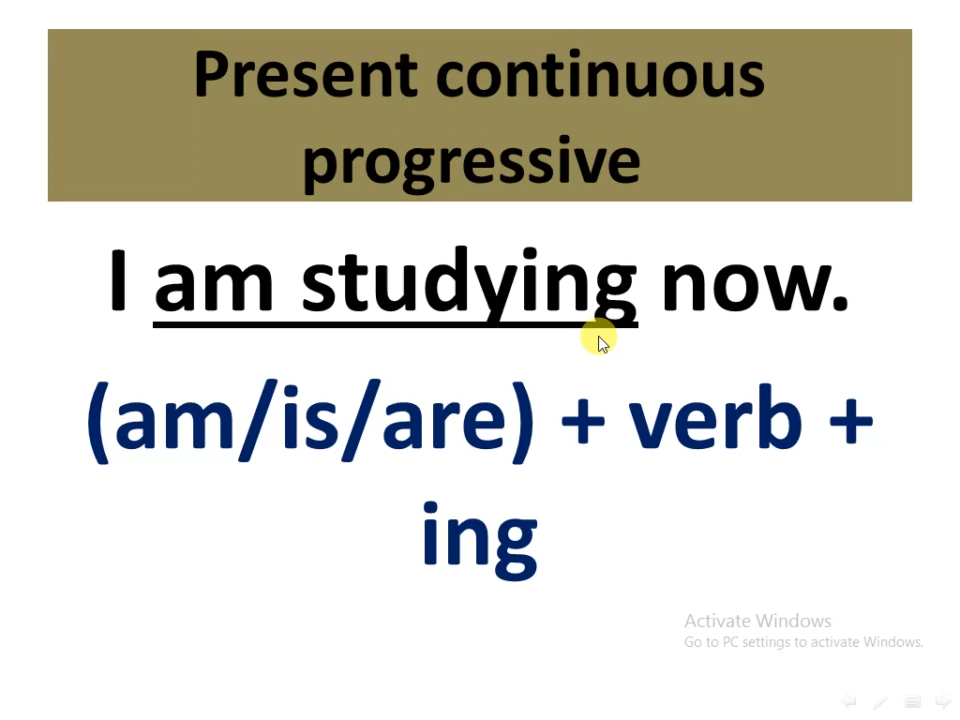 Present continuous
progressive
I am studying now.
(am/is/are) + verb +
ing
Activate Windows
Go to PC settings to activate Windows.